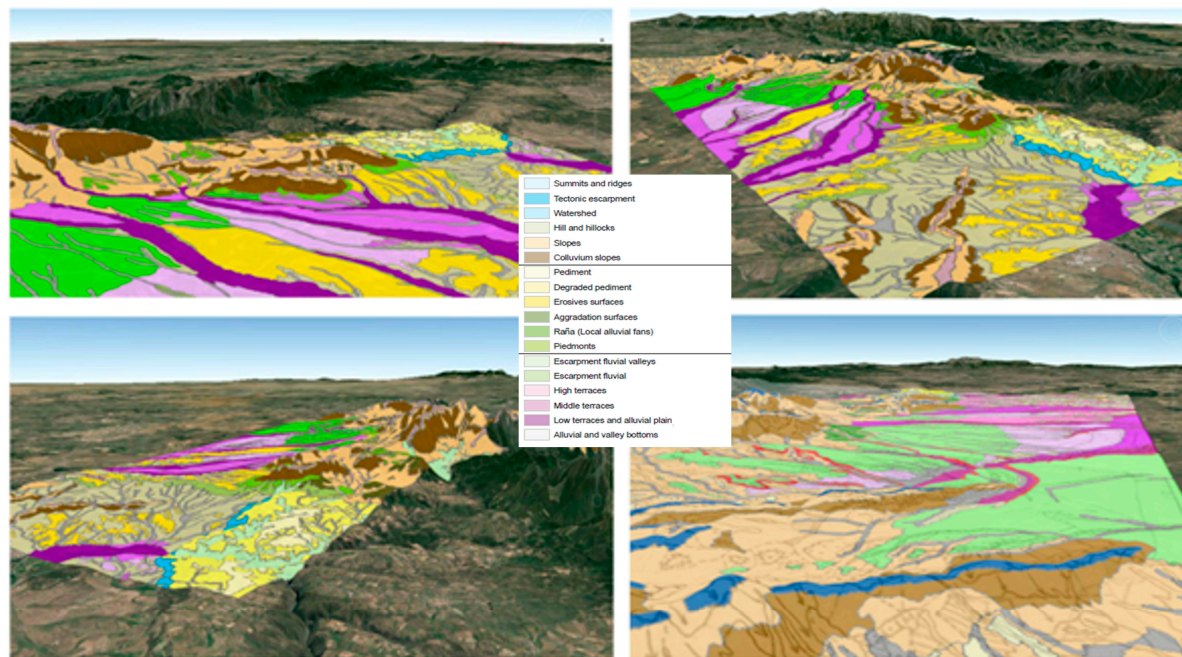 Summits and ridges
Tectonic escarpment
Watershed
Hill and hillocks
Slopes
Colluvium slopes
Pediment
Degraded pediment
Erosives surfaces
Aggradation surfaces
Raña (Local alluvial fans)
Piedmonts
Escarpment fluvial valleys
Escarpment fluvial
High terraces
Middle terraces
Low terraces and alluvial plain
Alluvial and valley bottoms